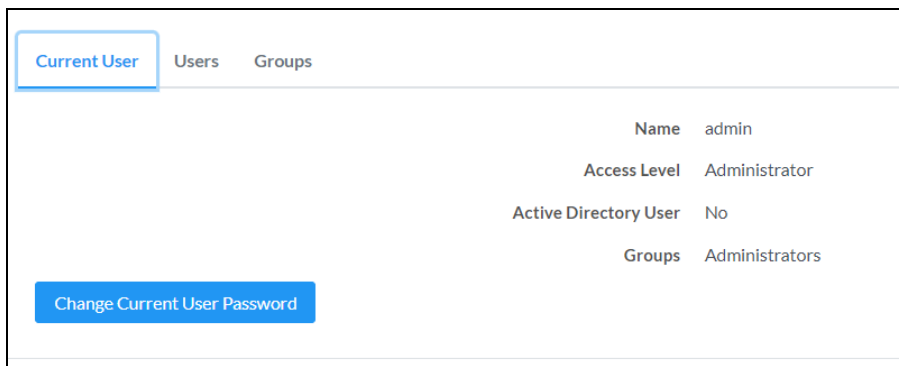 Current User Users Groups
Name admin
Access Level Administrator
Active Directory User No
Groups Administrators
Change Current User Password